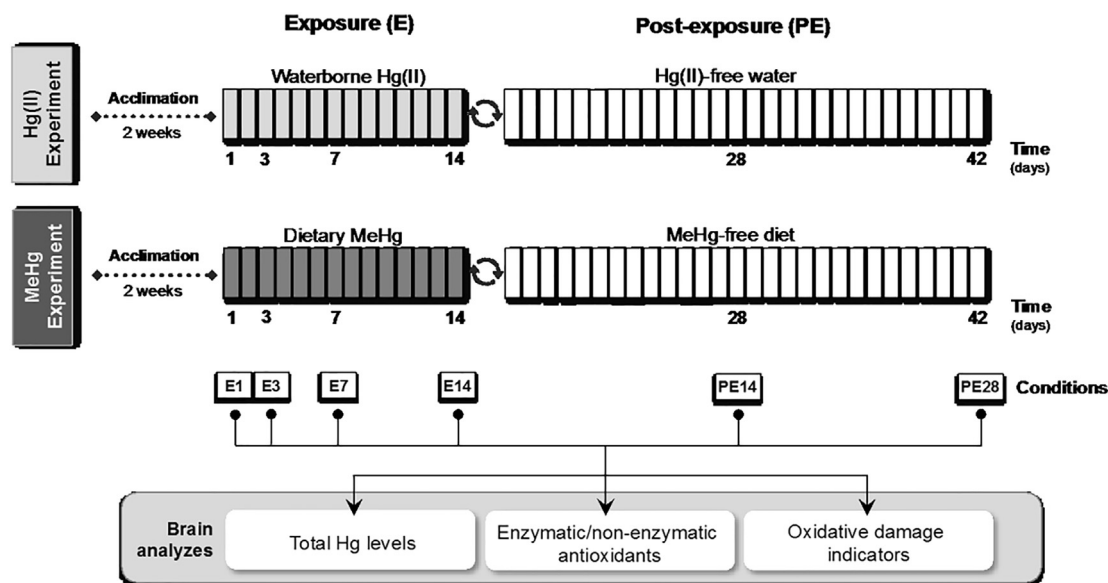 Exposure (E)
Post-exposure (PE)
Hg(II)
Experiment
Acclimation
2 weeks
Waterborne Hg(II)
Hg(II)-free water
1 3 7 14 28 42
Time
(days)
MeHg
Experiment
Acclimation
2 weeks
Dietary MeHg
MeHg-free diet
1 3 7 14 28 42
Time
(days)
E1 E3 E7 E14 PE14 PE28 Conditions
Brain
analyzes
Total Hg levels
Enzymatic/non-enzymatic
antioxidants
Oxidative damage
indicators